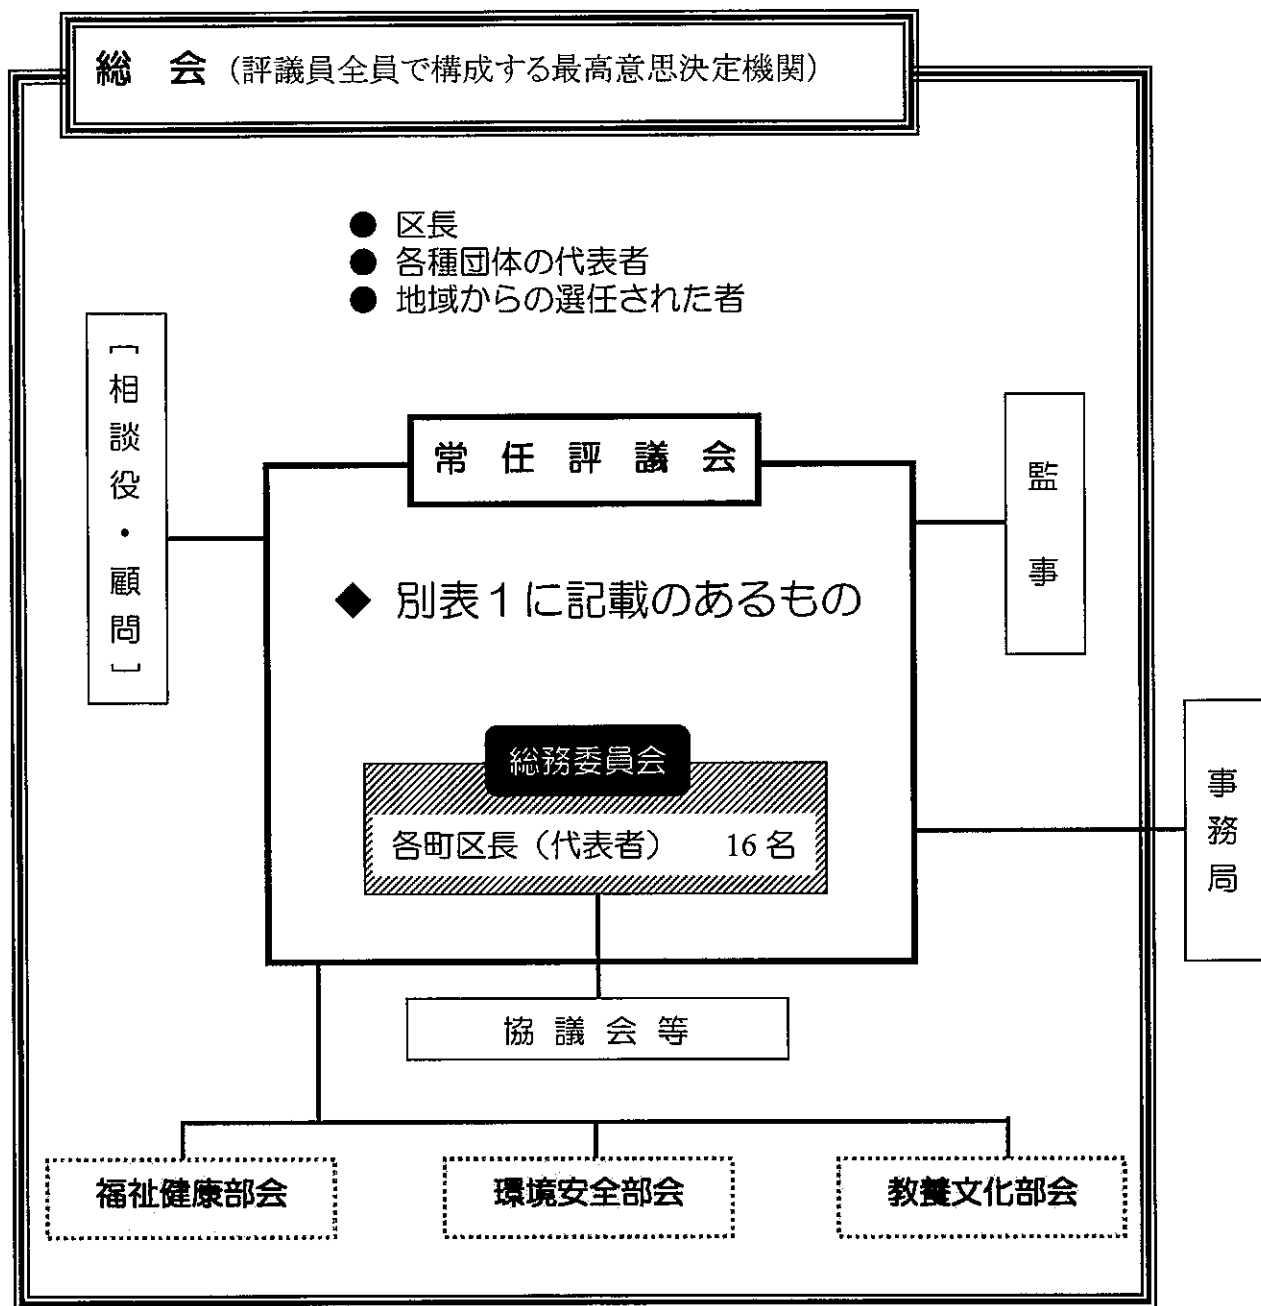 総 会 (評議員全員で構成する最高意思決定機関)
● 区長
● 各種団体の代表者
● 地域からの選任された者
[相談役・顧問]
常任評議会
監事
◆ 別表1に記載のあるもの
総務委員会
各町区長(代表者) 16名
事務局
協議会等
福祉健康部会
環境安全部会
教養文化部会